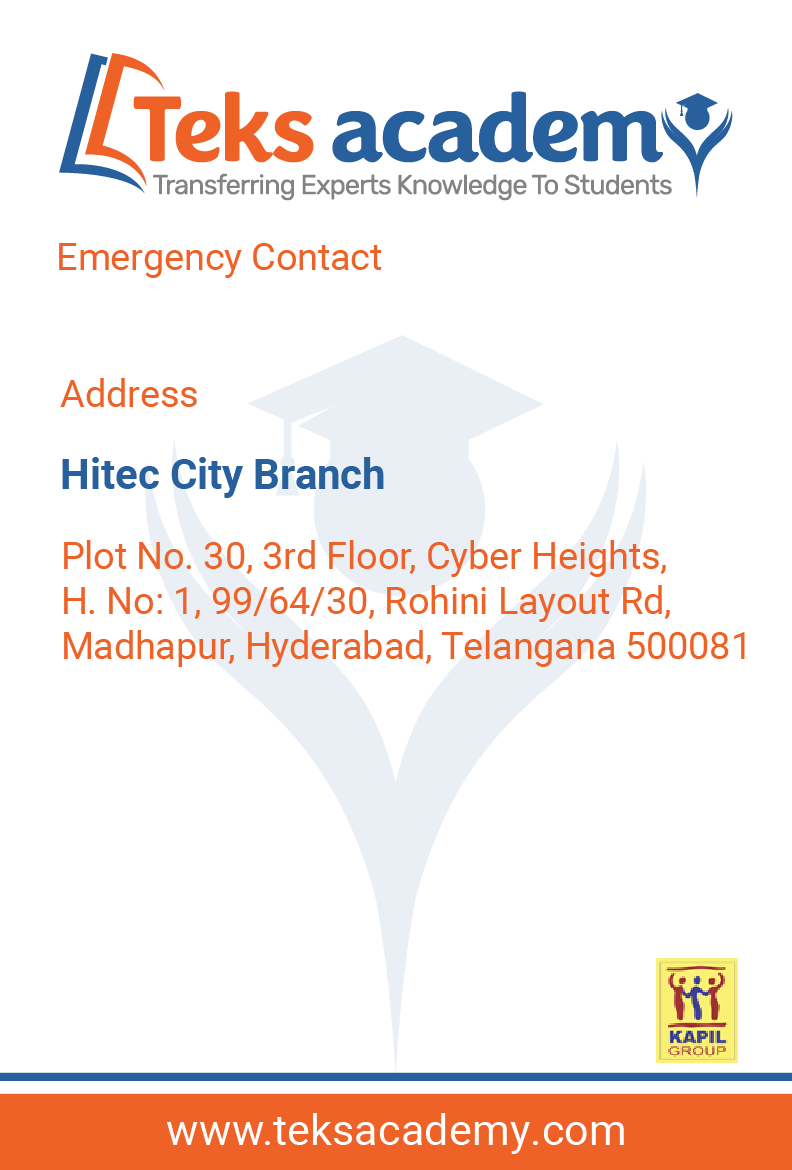 Teks academy
Transferring Experts Knowledge To Students
Emergency Contact
Address
Hitec City Branch
Plot No. 30, 3rd Floor, Cyber Heights,
H. No: 1, 99/64/30, Rohini Layout Rd,
Madhapur, Hyderabad, Telangana 500081
KAPIL
GROUP
www.teksacademy.com